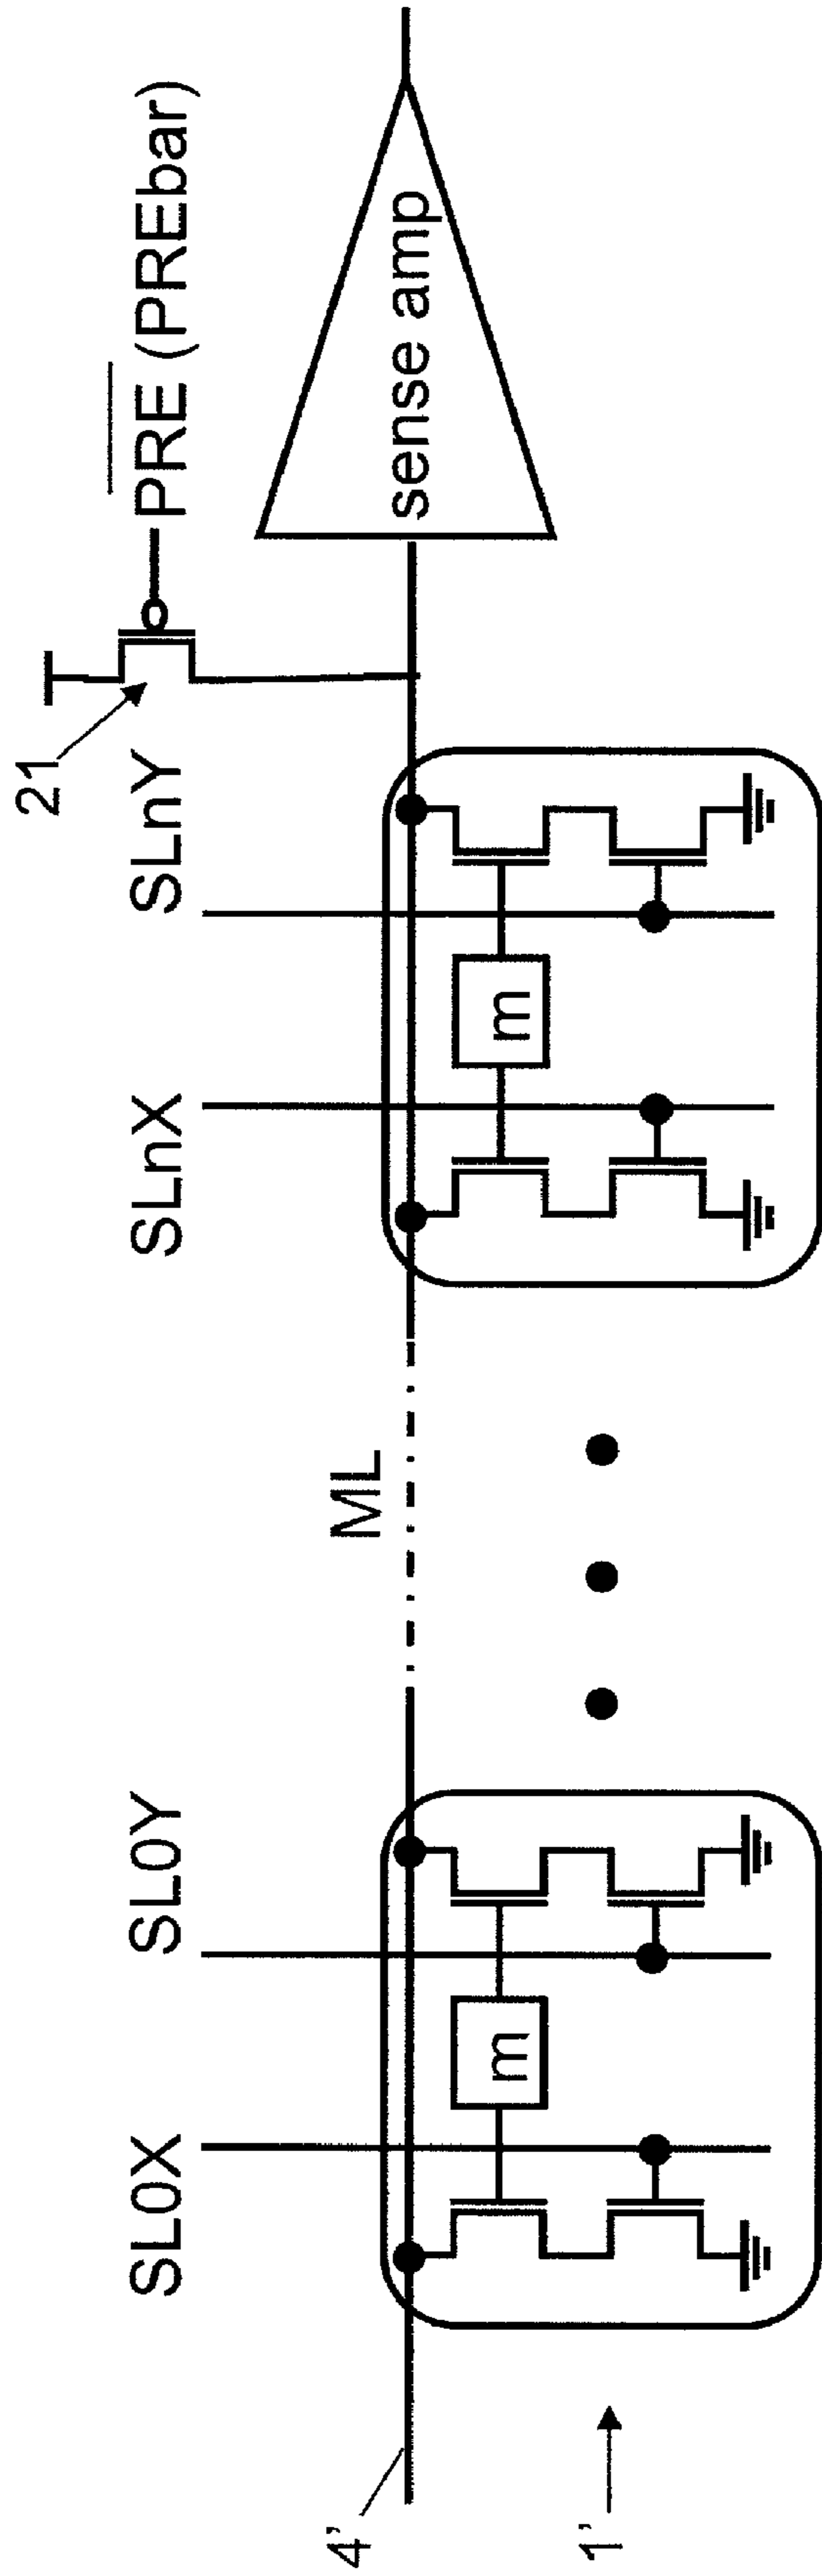 21
PRE (PREbar)
SL0X
SL0Y
SLnX
SLnY
4’
ML
sense amp
m
m
1’